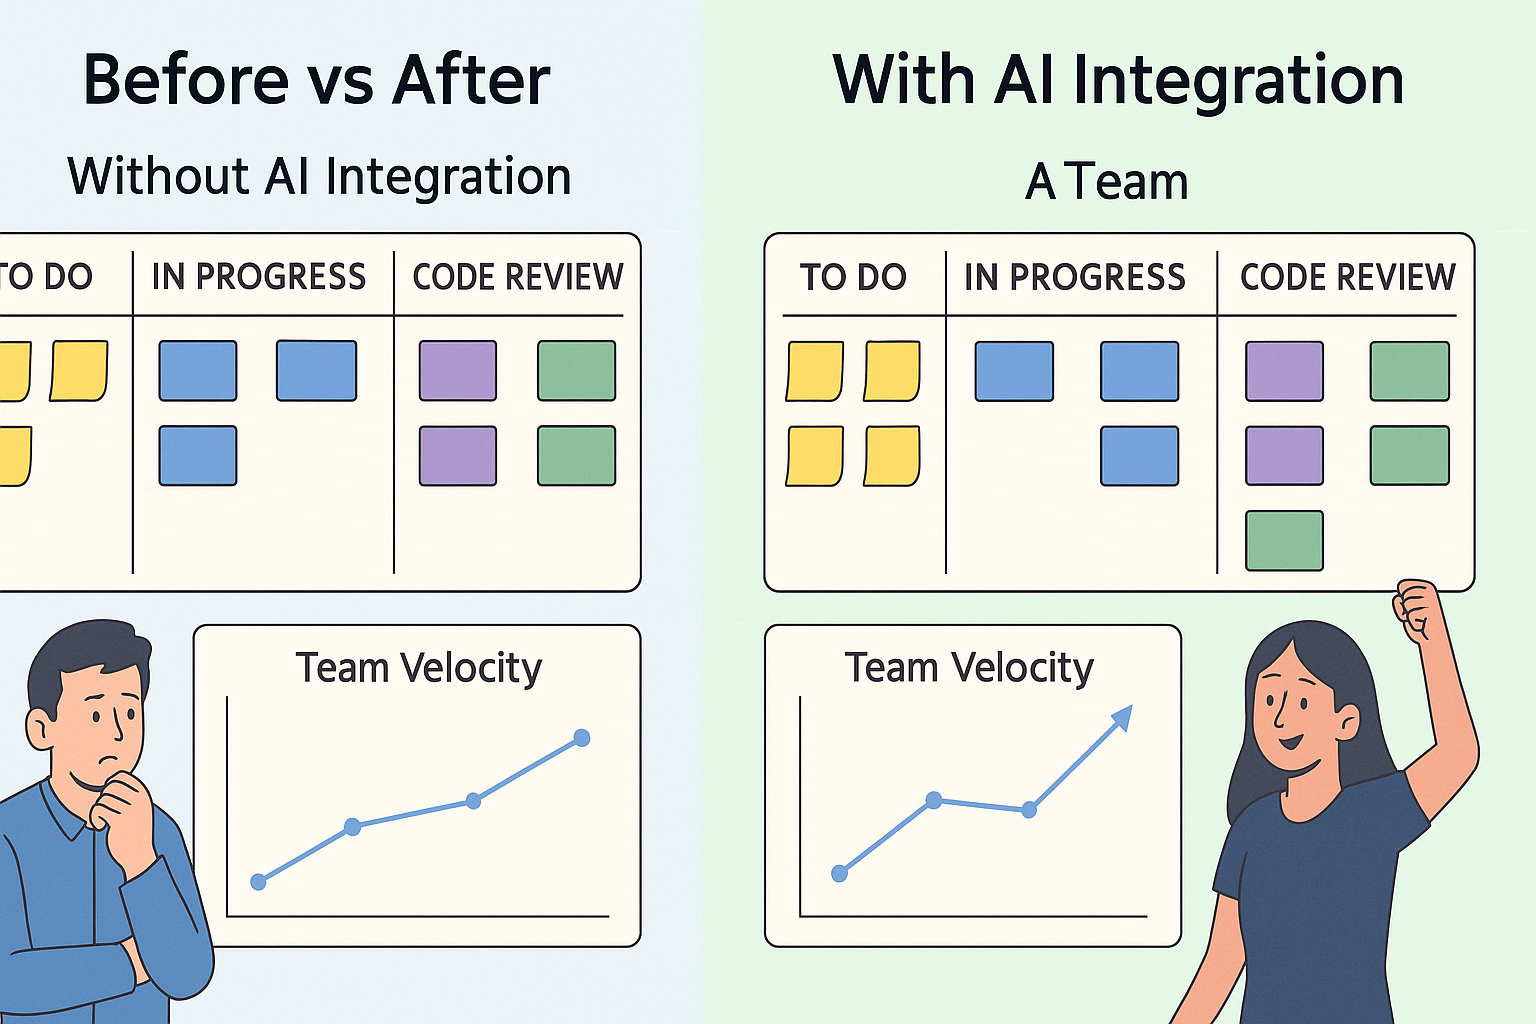 Before vs After
Without AI Integration
TO DO
IN PROGRESS
CODE REVIEW
Team Velocity
With AI Integration
A Team
TO DO
IN PROGRESS
CODE REVIEW
Team Velocity